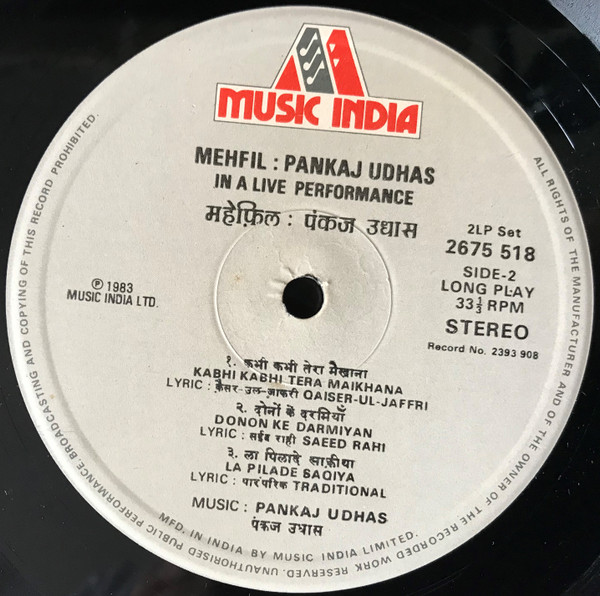 MUSIC INDIA
MEHFIL : PANKAJ UDHAS
IN A LIVE PERFORMANCE
महेफ़िल : पंकज उधास
2LP Set
2675 518
SIDE-2
LONG PLAY
33⅓ RPM
STEREO
Record No. 2393 908
℗ 1983
MUSIC INDIA LTD.
१. कभी कभी तेरा मैख़ाना
KABHI KABHI TERA MAIKHANA
LYRIC : क़ैसर-उल-जाफ़री QAISER-UL-JAFFRI
२. दोनों के दरमियाँ
DONON KE DARMIYAN
LYRIC : सईद राही SAEED RAHI
३. ला पिलादे साक़ीया
LA PILADE SAQIYA
LYRIC : पारंपरिक TRADITIONAL
MUSIC : PANKAJ UDHAS
पंकज उधास
MFD. IN INDIA BY MUSIC INDIA LIMITED.
ALL RIGHTS OF THE MANUFACTURER AND OF THE OWNER OF THE RECORDED WORK RESERVED. UNAUTHORISED PUBLIC PERFORMANCE BROADCASTING AND COPYING OF THIS RECORD PROHIBITED.